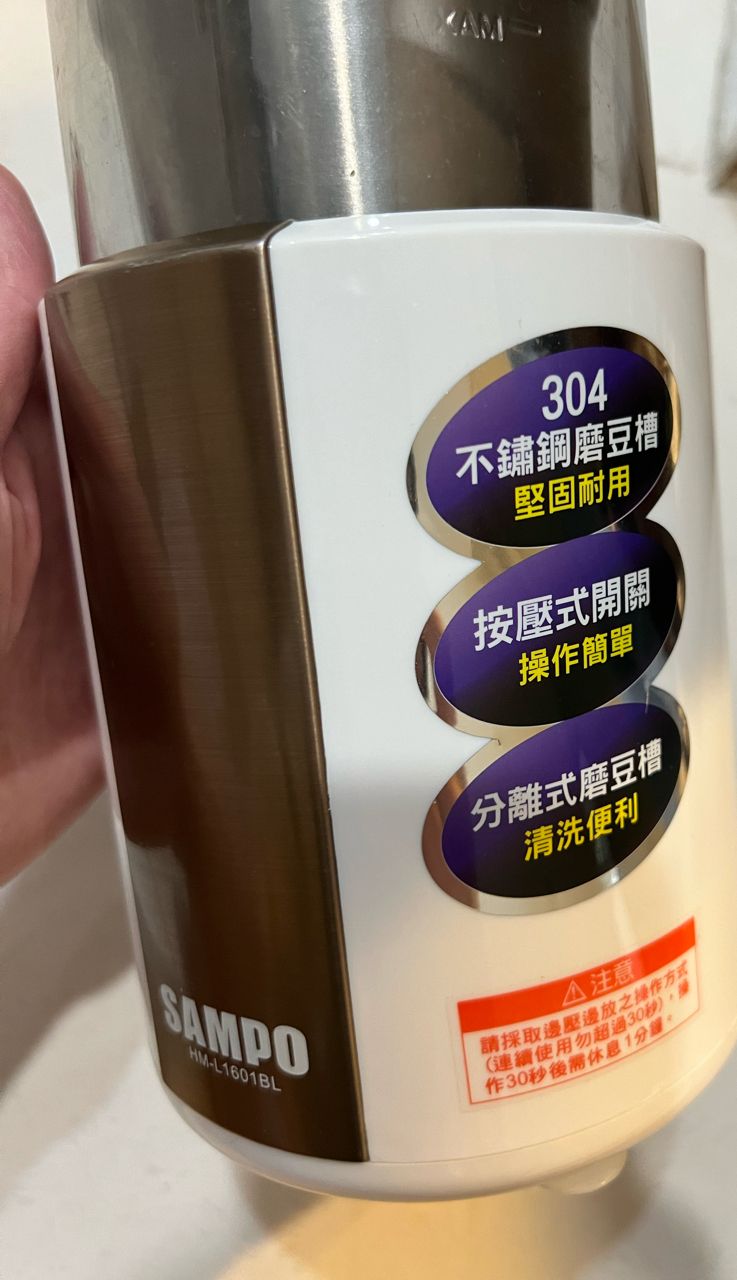 MAX
304
不鏽鋼磨豆槽
堅固耐用
按壓式開關
操作簡單
分離式磨豆槽
清洗便利
SAMPO
HM-L1601BL
⚠ 注意
請採取邊壓邊放之操作方式
(連續使用勿超過30秒)，操
作30秒後需休息1分鐘。